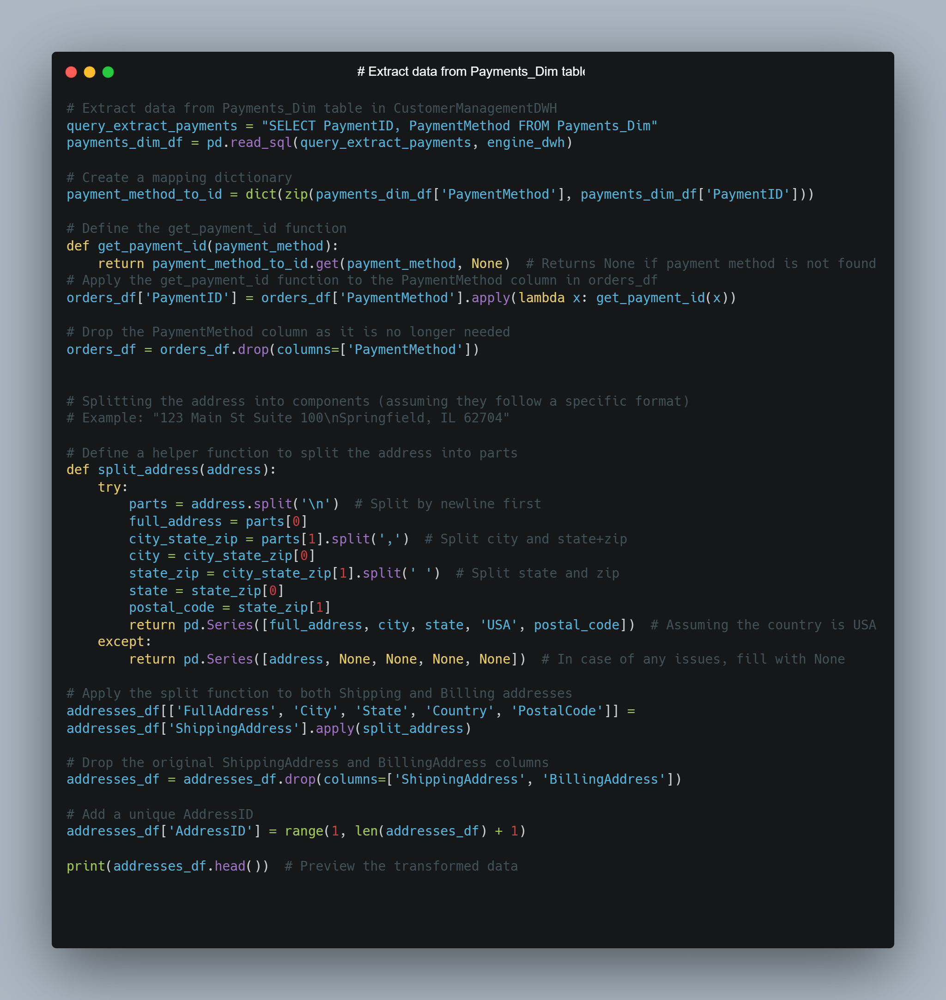 # Extract data from Payments_Dim table
# Extract data from Payments_Dim table in CustomerManagementDWH
query_extract_payments = "SELECT PaymentID, PaymentMethod FROM Payments_Dim"
payments_dim_df = pd.read_sql(query_extract_payments, engine_dwh)
# Create a mapping dictionary
payment_method_to_id = dict(zip(payments_dim_df['PaymentMethod'], payments_dim_df['PaymentID']))
# Define the get_payment_id function
def get_payment_id(payment_method):
    return payment_method_to_id.get(payment_method, None)  # Returns None if payment method is not found
# Apply the get_payment_id function to the PaymentMethod column in orders_df
orders_df['PaymentID'] = orders_df['PaymentMethod'].apply(lambda x: get_payment_id(x))
# Drop the PaymentMethod column as it is no longer needed
orders_df = orders_df.drop(columns=['PaymentMethod'])
# Splitting the address into components (assuming they follow a specific format)
# Example: "123 Main St Suite 100\nSpringfield, IL 62704"
# Define a helper function to split the address into parts
def split_address(address):
    try:
        parts = address.split('\n')  # Split by newline first
        full_address = parts[0]
        city_state_zip = parts[1].split(',')  # Split city and state+zip
        city = city_state_zip[0]
        state_zip = city_state_zip[1].split(' ')  # Split state and zip
        state = state_zip[0]
        postal_code = state_zip[1]
        return pd.Series([full_address, city, state, 'USA', postal_code])  # Assuming the country is USA
    except:
        return pd.Series([address, None, None, None, None])  # In case of any issues, fill with None
# Apply the split function to both Shipping and Billing addresses
addresses_df[['FullAddress', 'City', 'State', 'Country', 'PostalCode']] =
addresses_df['ShippingAddress'].apply(split_address)
# Drop the original ShippingAddress and BillingAddress columns
addresses_df = addresses_df.drop(columns=['ShippingAddress', 'BillingAddress'])
# Add a unique AddressID
addresses_df['AddressID'] = range(1, len(addresses_df) + 1)
print(addresses_df.head())  # Preview the transformed data